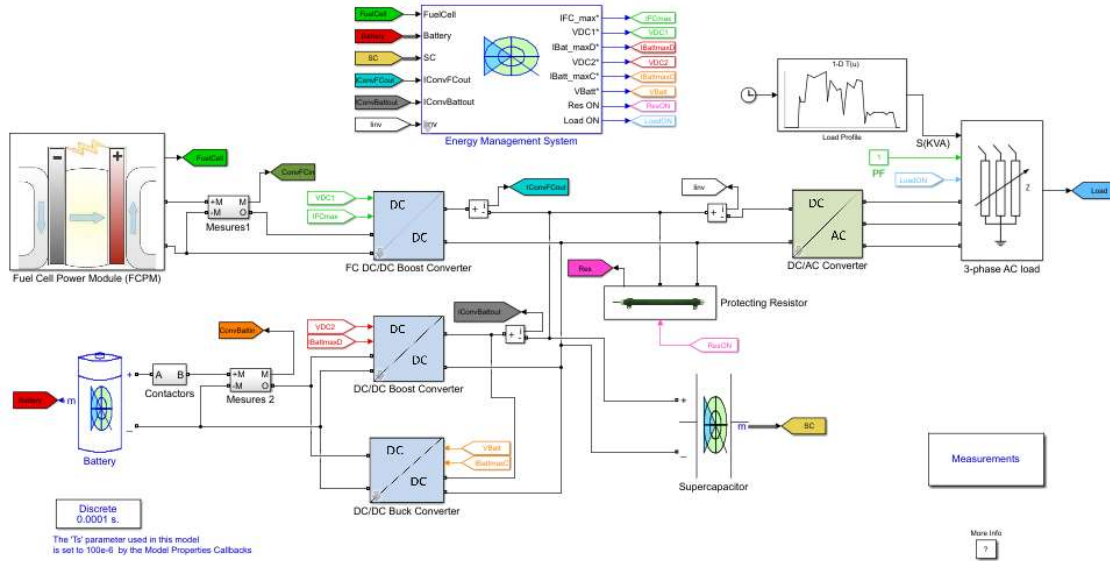 FuelCell
Battery
SC
IConvFCout
IConvBattout
Iinv
FuelCell
Battery
SC
IConvFCout
IConvBattout
Iinv
IFC_max*
VDC1*
IBat_maxD*
VDC2*
IBatt_maxC*
VBatt*
Res ON
Load ON
IFCmax
VDC1
IBattmaxD
VDC2
IBattmaxC
VBatt
ResON
LoadON
Energy Management System
1-D T(u)
Load Profile
S(KVA)
1
PF
LoadON
Z
Load
3-phase AC load
FuelCell
ConvFCin
+M M
-M O
Mesures1
Fuel Cell Power Module (FCPM)
VDC1
IFCmax
DC
DC
FC DC/DC Boost Converter
+ i
-
IConvFCout
Iinv
+ i
-
DC
AC
DC/AC Converter
Res
Protecting Resistor
ResON
ConvBattin
VDC2
IBattmaxD
DC
DC
DC/DC Boost Converter
IConvBattout
+ i
-
Battery
m
+
-
A B
Contactors
+M M
-M O
Mesures 2
Battery
DC
DC
VBatt
IBattmaxC
DC/DC Buck Converter
+
-
m
SC
Supercapacitor
Measurements
Discrete
0.0001 s.
The 'Ts' parameter used in this model
is set to 100e-6 by the Model Properties Callbacks
More Info
?